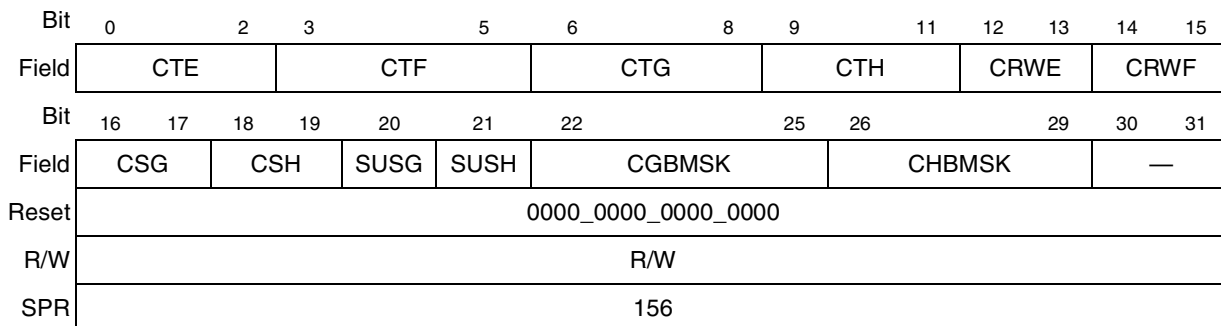 Bit 0 2 3 5 6 8 9 11 12 13 14 15
Field CTE CTF CTG CTH CRWE CRWF
Bit 16 17 18 19 20 21 22 25 26 29 30 31
Field CSG CSH SUSG SUSH CGBMSK CHBMSK —
Reset 0000_0000_0000_0000
R/W R/W
SPR 156